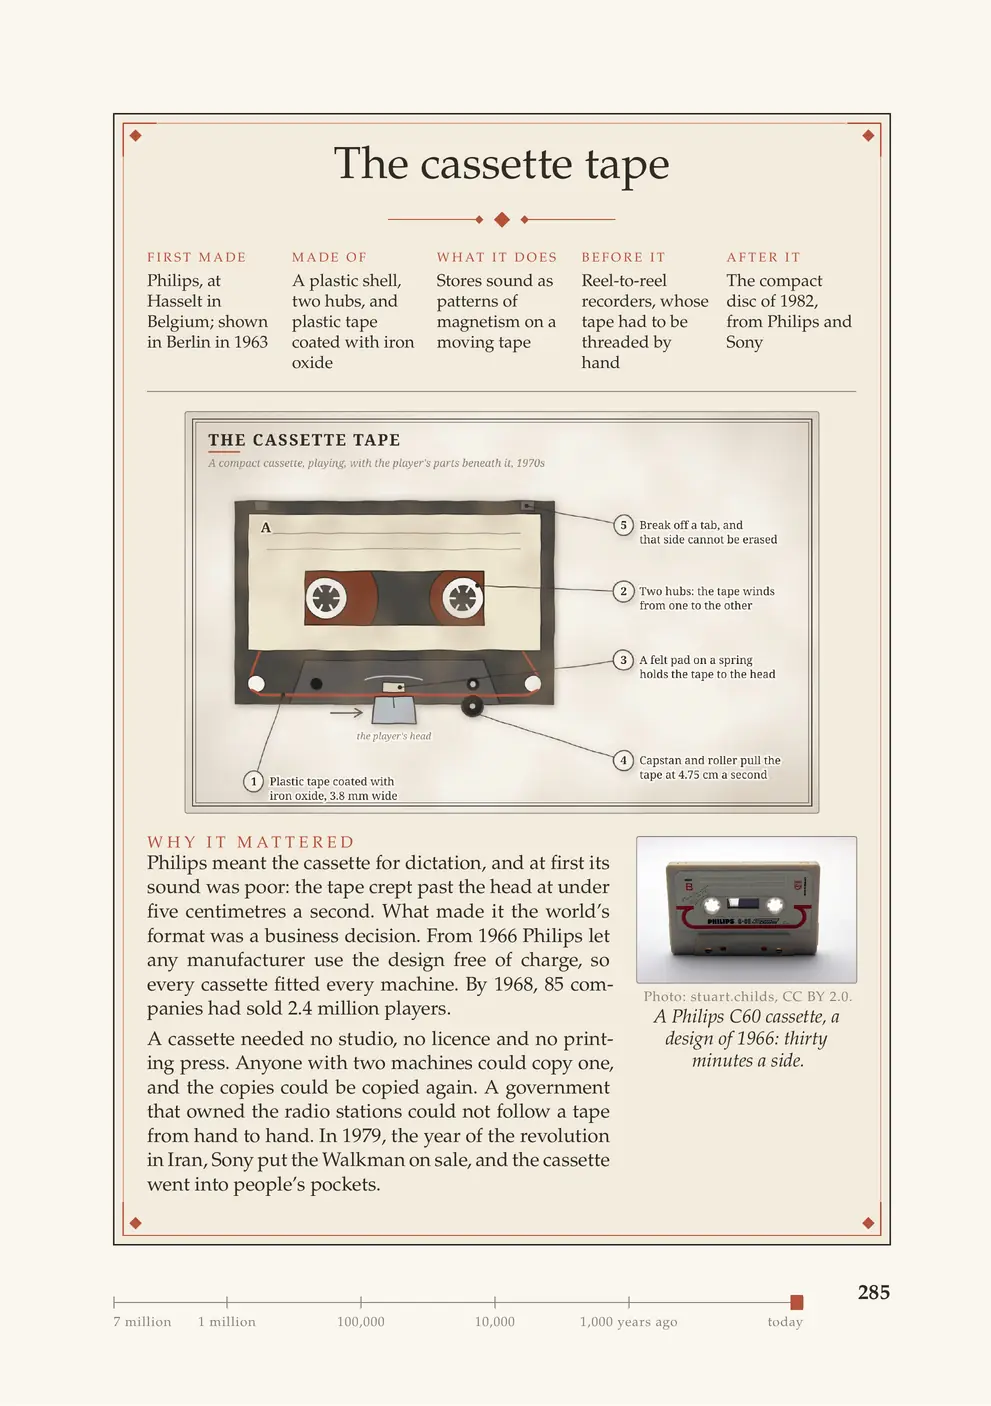 The cassette tape
FIRST MADE
Philips, at
Hasselt in
Belgium; shown
in Berlin in 1963
MADE OF
A plastic shell,
two hubs, and
plastic tape
coated with iron
oxide
WHAT IT DOES
Stores sound as
patterns of
magnetism on a
moving tape
BEFORE IT
Reel-to-reel
recorders, whose
tape had to be
threaded by
hand
AFTER IT
The compact
disc of 1982,
from Philips and
Sony
THE CASSETTE TAPE
A compact cassette, playing, with the player's parts beneath it, 1970s
A
5 Break off a tab, and
that side cannot be erased
2 Two hubs: the tape winds
from one to the other
3 A felt pad on a spring
holds the tape to the head
the player's head
4 Capstan and roller pull the
tape at 4.75 cm a second
1 Plastic tape coated with
iron oxide, 3.8 mm wide
WHY IT MATTERED
Philips meant the cassette for dictation, and at first its
sound was poor: the tape crept past the head at under
five centimetres a second. What made it the world's
format was a business decision. From 1966 Philips let
any manufacturer use the design free of charge, so
every cassette fitted every machine. By 1968, 85 com-
panies had sold 2.4 million players.
A cassette needed no studio, no licence and no print-
ing press. Anyone with two machines could copy one,
and the copies could be copied again. A government
that owned the radio stations could not follow a tape
from hand to hand. In 1979, the year of the revolution
in Iran, Sony put the Walkman on sale, and the cassette
went into people's pockets.
PHILIPS
Photo: stuart.childs, CC BY 2.0.
A Philips C60 cassette, a
design of 1966: thirty
minutes a side.
285
7 million
1 million
100,000
10,000
1,000 years ago
today